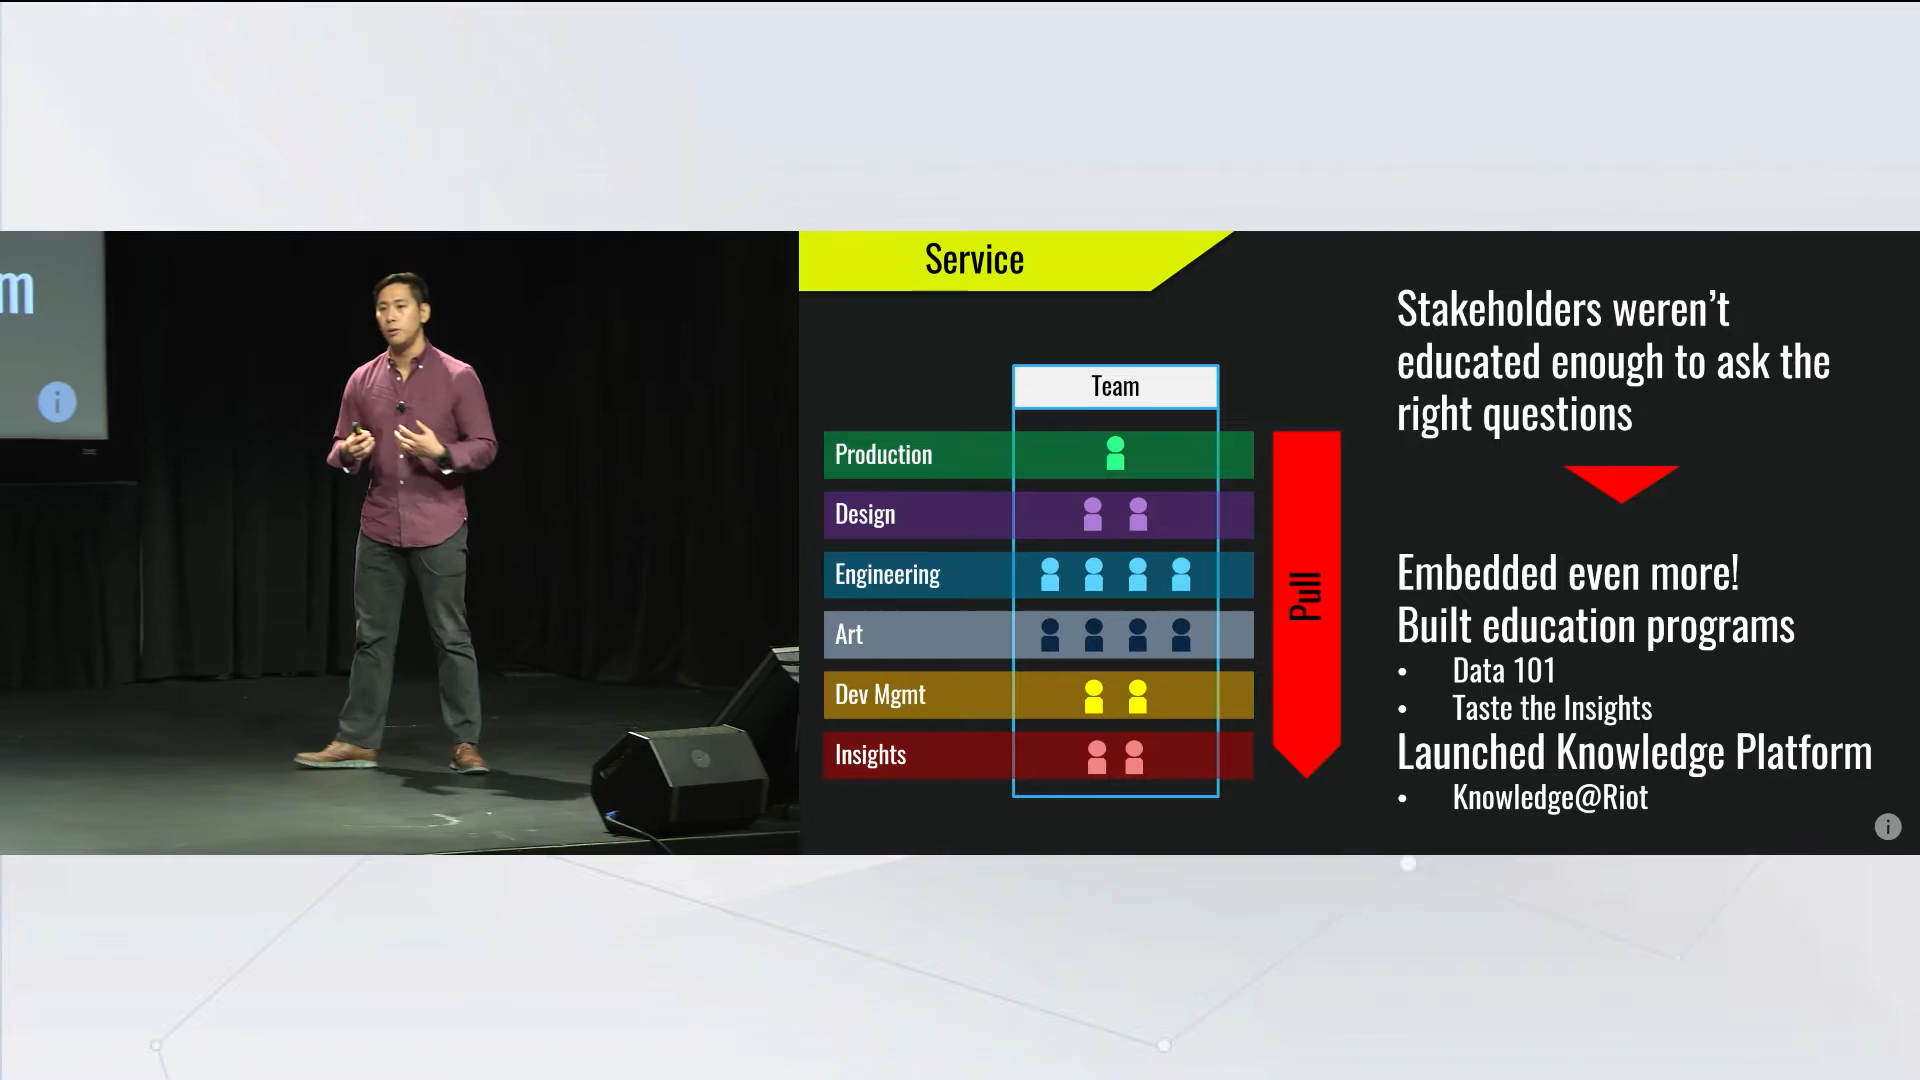 m
i
Service
Team
Production
Design
Engineering
Art
Dev Mgmt
Insights
Pull
Stakeholders weren't
educated enough to ask the
right questions
Embedded even more!
Built education programs
• Data 101
• Taste the Insights
Launched Knowledge Platform
• Knowledge@Riot
i